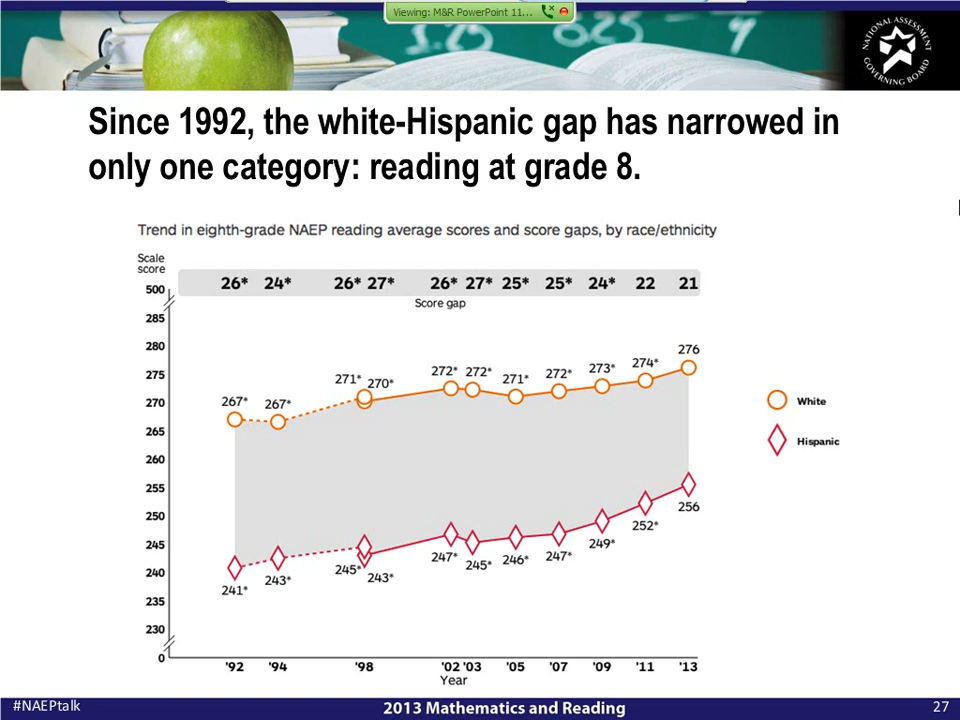 Viewing: M&R PowerPoint 11...
NATIONAL ASSESSMENT
GOVERNING BOARD
Since 1992, the white-Hispanic gap has narrowed in
only one category: reading at grade 8.
Trend in eighth-grade NAEP reading average scores and score gaps, by race/ethnicity
Scale
score
500
26* 24* 26* 27* 26* 27* 25* 25* 24* 22 21
Score gap
285
280
275
270
265
260
255
250
245
240
235
230
0
267* 267* 271* 270* 272* 272* 271* 272* 273* 274* 276
241* 243* 245* 243* 247* 245* 246* 247* 249* 252* 256
White
Hispanic
'92 '94 '98 '02 '03 '05 '07 '09 '11 '13
Year
#NAEPtalk
2013 Mathematics and Reading
27